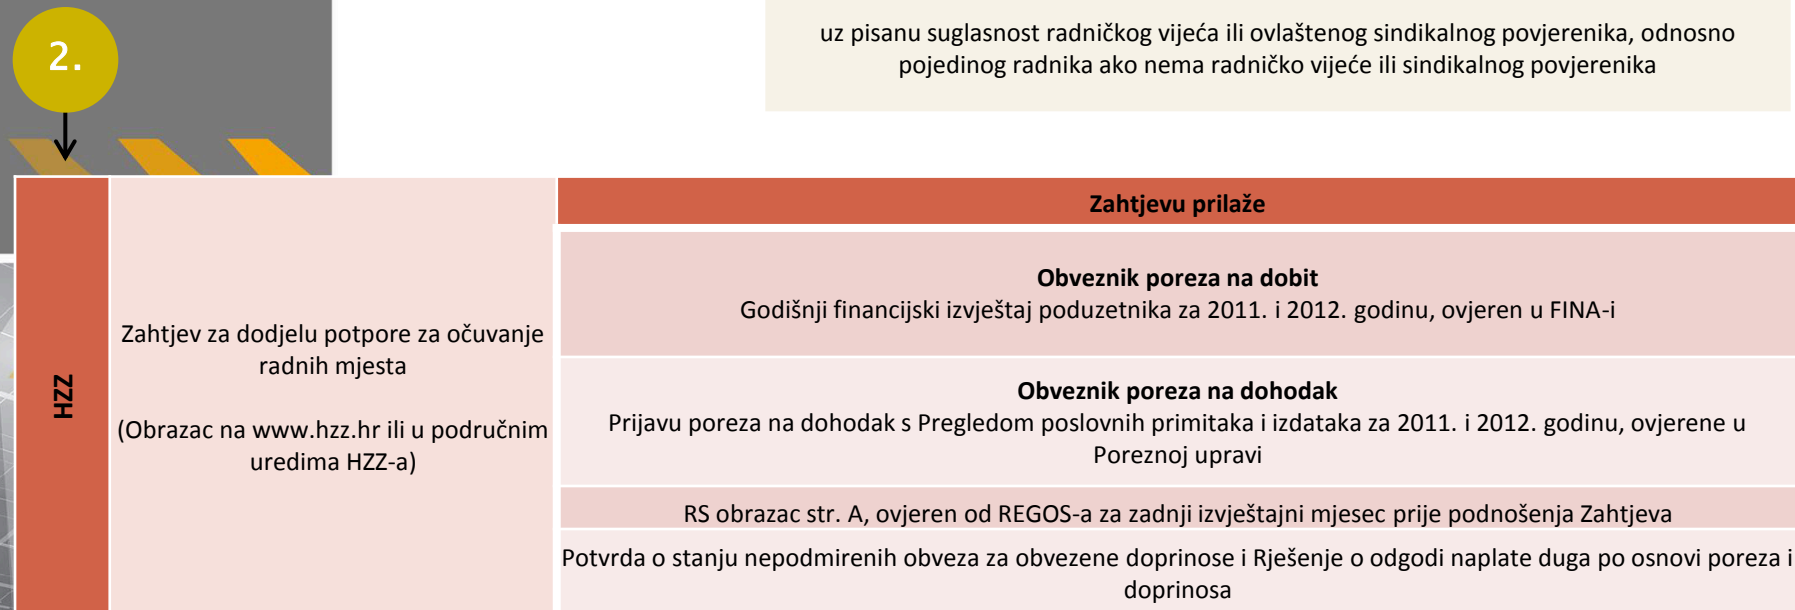 2.
uz pisanu suglasnost radničkog vijeća ili ovlaštenog sindikalnog povjerenika, odnosno
pojedinog radnika ako nema radničko vijeće ili sindikalnog povjerenika
HZZ
Zahtjev za dodjelu potpore za očuvanje
radnih mjesta
(Obrazac na www.hzz.hr ili u područnim
uredima HZZ-a)
Zahtjevu prilaže
Obveznik poreza na dobit
Godišnji financijski izvještaj poduzetnika za 2011. i 2012. godinu, ovjeren u FINA-i
Obveznik poreza na dohodak
Prijavu poreza na dohodak s Pregledom poslovnih primitaka i izdataka za 2011. i 2012. godinu, ovjerene u
Poreznoj upravi
RS obrazac str. A, ovjeren od REGOS-a za zadnji izvještajni mjesec prije podnošenja Zahtjeva
Potvrda o stanju nepodmirenih obveza za obvezene doprinose i Rješenje o odgodi naplate duga po osnovi poreza i
doprinosa